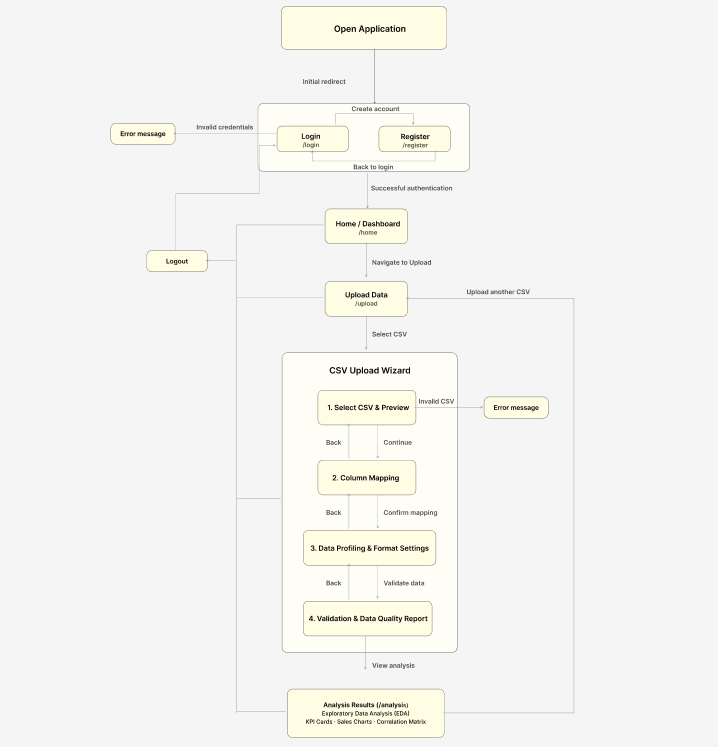 Open Application
Initial redirect
Create account
Login
/login
Register
/register
Invalid credentials
Error message
Back to login
Successful authentication
Home / Dashboard
/home
Logout
Navigate to Upload
Upload Data
/upload
Upload another CSV
Select CSV
CSV Upload Wizard
1. Select CSV & Preview
Invalid CSV
Error message
Back
Continue
2. Column Mapping
Back
Confirm mapping
3. Data Profiling & Format Settings
Back
Validate data
4. Validation & Data Quality Report
View analysis
Analysis Results (/analysis)
Exploratory Data Analysis (EDA)
KPI Cards · Sales Charts · Correlation Matrix